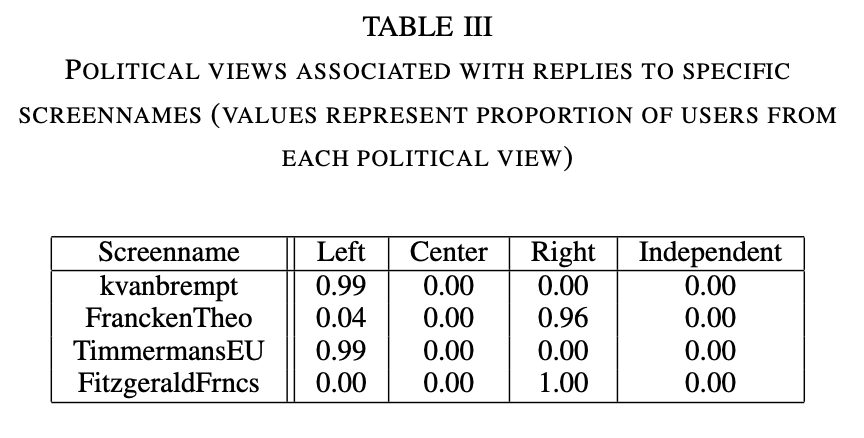 TABLE III
POLITICAL VIEWS ASSOCIATED WITH REPLIES TO SPECIFIC
SCREENNAMES (VALUES REPRESENT PROPORTION OF USERS FROM
EACH POLITICAL VIEW)
Screenname Left Center Right Independent
kvanbrempt 0.99 0.00 0.00 0.00
FranckenTheo 0.04 0.00 0.96 0.00
TimmermansEU 0.99 0.00 0.00 0.00
FitzgeraldFrncs 0.00 0.00 1.00 0.00